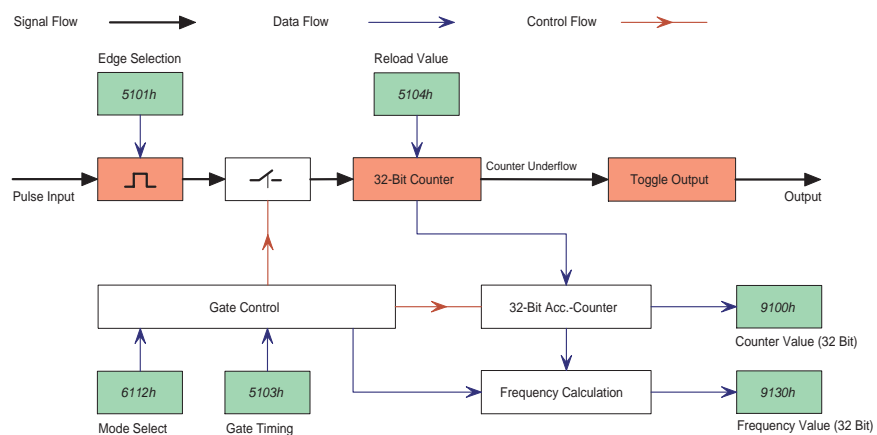 Signal Flow
Data Flow
Control Flow
Edge Selection
Reload Value
5101h
5104h
Pulse Input
32-Bit Counter
Counter Underflow
Toggle Output
Output
Gate Control
32-Bit Acc.-Counter
9100h
Counter Value (32 Bit)
6112h
5103h
Frequency Calculation
9130h
Mode Select
Gate Timing
Frequency Value (32 Bit)